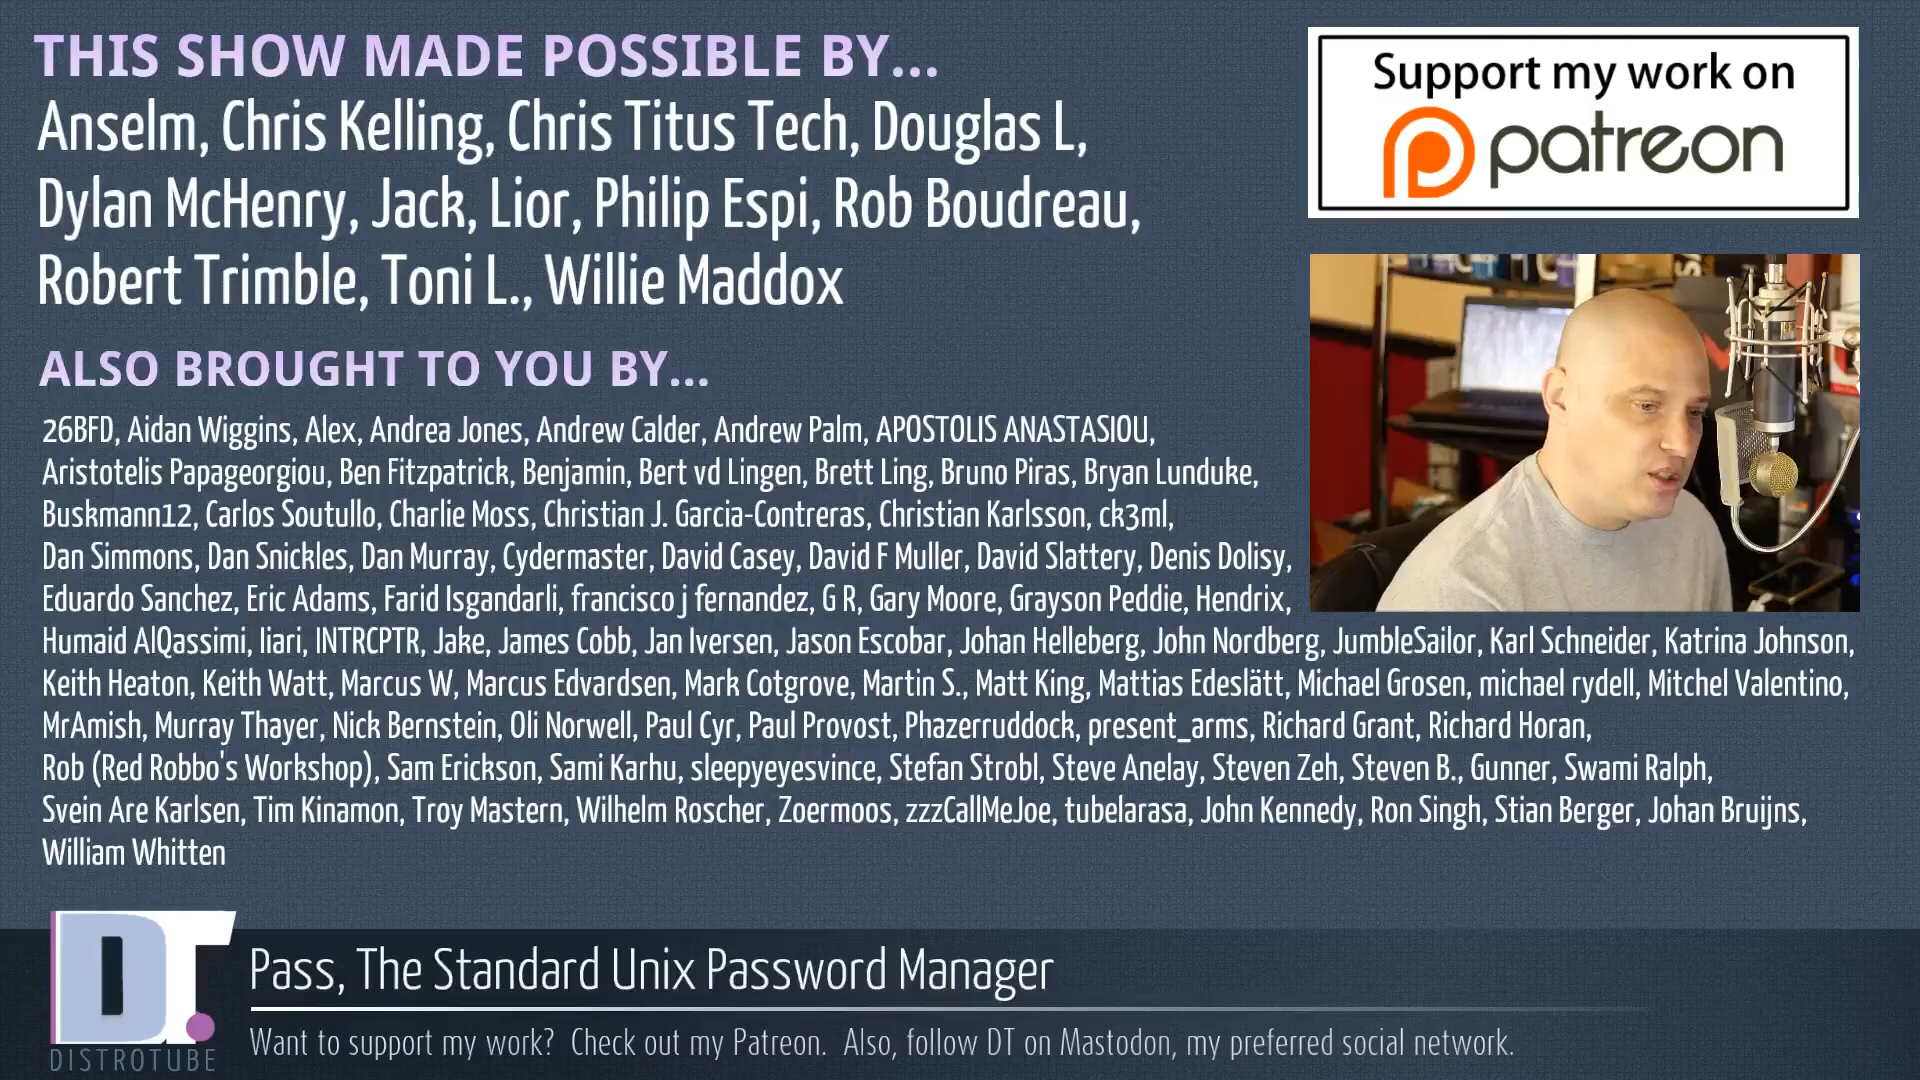 THIS SHOW MADE POSSIBLE BY...
Anselm, Chris Kelling, Chris Titus Tech, Douglas L,
Dylan McHenry, Jack, Lior, Philip Espi, Rob Boudreau,
Robert Trimble, Toni L., Willie Maddox
Support my work on
patreon
ALSO BROUGHT TO YOU BY...
26BFD, Aidan Wiggins, Alex, Andrea Jones, Andrew Calder, Andrew Palm, APOSTOLIS ANASTASIOU,
Aristotelis Papageorgiou, Ben Fitzpatrick, Benjamin, Bert vd Lingen, Brett Ling, Bruno Piras, Bryan Lunduke,
Buskmann12, Carlos Soutullo, Charlie Moss, Christian J. Garcia-Contreras, Christian Karlsson, ck3ml,
Dan Simmons, Dan Snickles, Dan Murray, Cydermaster, David Casey, David F Muller, David Slattery, Denis Dolisy,
Eduardo Sanchez, Eric Adams, Farid Isgandarli, francisco j fernandez, G R, Gary Moore, Grayson Peddie, Hendrix,
Humaid AlQassimi, Iiari, INTRCPTR, Jake, James Cobb, Jan Iversen, Jason Escobar, Johan Helleberg, John Nordberg, JumbleSailor, Karl Schneider, Katrina Johnson,
Keith Heaton, Keith Watt, Marcus W, Marcus Edvardsen, Mark Cotgrove, Martin S., Matt King, Mattias Edeslätt, Michael Grosen, michael rydell, Mitchel Valentino,
MrAmish, Murray Thayer, Nick Bernstein, Oli Norwell, Paul Cyr, Paul Provost, Phazerruddock, present_arms, Richard Grant, Richard Horan,
Rob (Red Robbo's Workshop), Sam Erickson, Sami Karhu, sleepyeyesvince, Stefan Strobl, Steve Anelay, Steven Zeh, Steven B., Gunner, Swami Ralph,
Svein Are Karlsen, Tim Kinamon, Troy Mastern, Wilhelm Roscher, Zoermoos, zzzCallMeJoe, tubelarasa, John Kennedy, Ron Singh, Stian Berger, Johan Bruijns,
William Whitten
DT
DISTROTUBE
Pass, The Standard Unix Password Manager
Want to support my work? Check out my Patreon. Also, follow DT on Mastodon, my preferred social network.